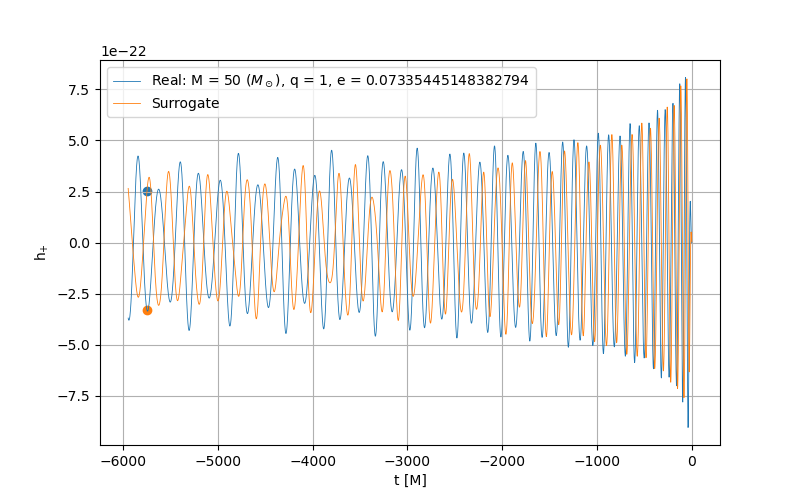 1e−22
Real: M = 50 (M⊙), q = 1, e = 0.07335445148382794
Surrogate
7.5
5.0
2.5
0.0
−2.5
−5.0
−7.5
h+
−6000 −5000 −4000 −3000 −2000 −1000 0
t [M]